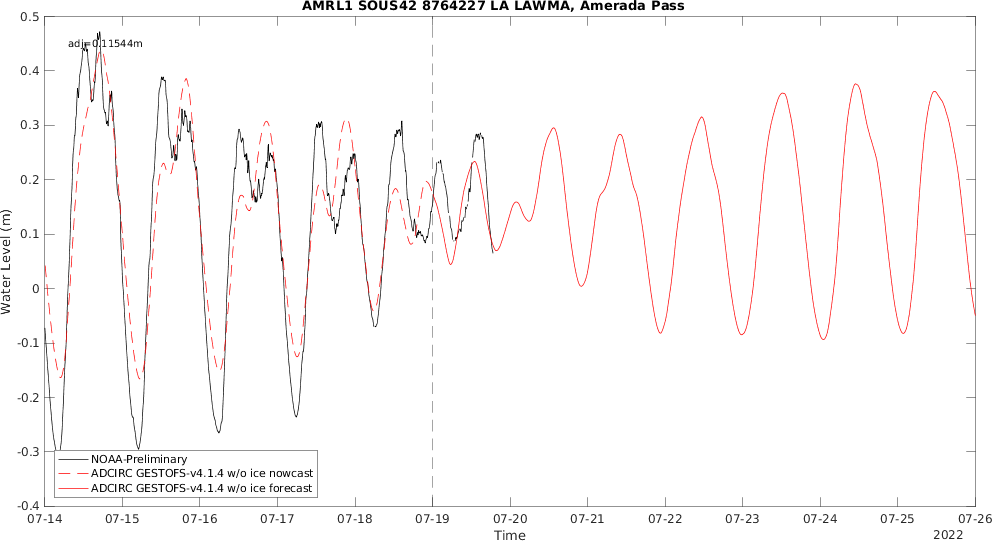 AMRL1 SOUS42 8764227 LA LAWMA, Amerada Pass
adj=0.11544m
Water Level (m)
0.5
0.4
0.3
0.2
0.1
0
-0.1
-0.2
-0.3
-0.4
NOAA-Preliminary
ADCIRC GESTOFS-v4.1.4 w/o ice nowcast
ADCIRC GESTOFS-v4.1.4 w/o ice forecast
07-14 07-15 07-16 07-17 07-18 07-19 07-20 07-21 07-22 07-23 07-24 07-25 07-26
Time
2022